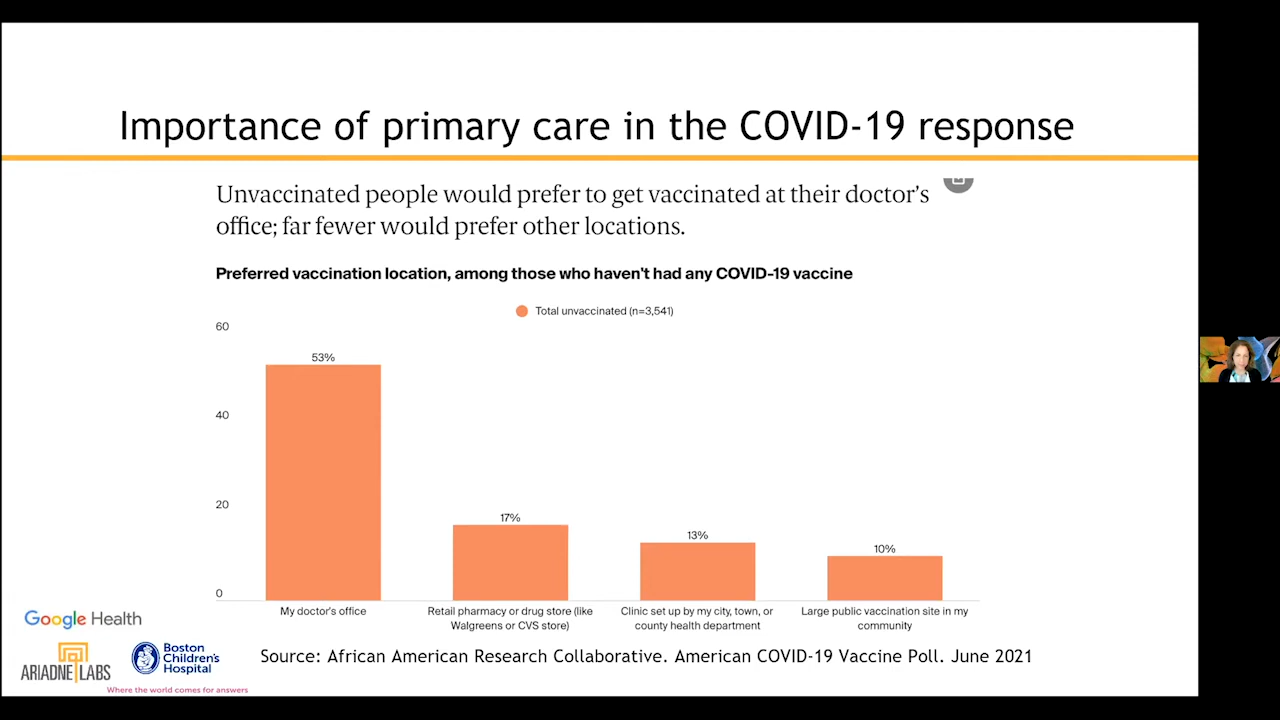 Importance of primary care in the COVID-19 response
Unvaccinated people would prefer to get vaccinated at their doctor's
office; far fewer would prefer other locations.
Preferred vaccination location, among those who haven't had any COVID-19 vaccine
Total unvaccinated (n=3,541)
60
40
20
0
53%
17%
13%
10%
My doctor's office
Retail pharmacy or drug store (like
Walgreens or CVS store)
Clinic set up by my city, town, or
county health department
Large public vaccination site in my
community
Google Health
ARIADNE LABS
Boston
Children's
Hospital
Where the world comes for answers
Source: African American Research Collaborative. American COVID-19 Vaccine Poll. June 2021